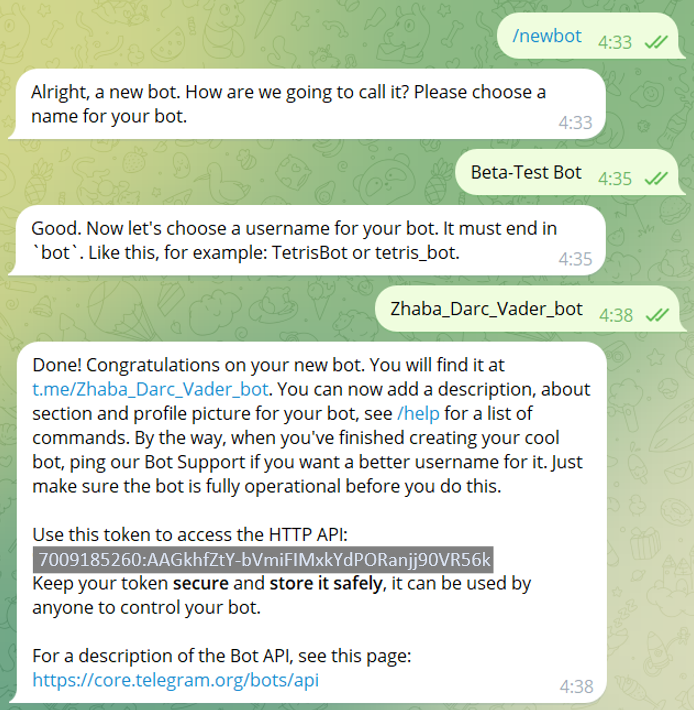 /newbot 4:33
Alright, a new bot. How are we going to call it? Please choose a
name for your bot.
4:33
Beta-Test Bot 4:35
Good. Now let's choose a username for your bot. It must end in
`bot`. Like this, for example: TetrisBot or tetris_bot.
4:35
Zhaba_Darc_Vader_bot 4:38
Done! Congratulations on your new bot. You will find it at
t.me/Zhaba_Darc_Vader_bot. You can now add a description, about
section and profile picture for your bot, see /help for a list of
commands. By the way, when you've finished creating your cool
bot, ping our Bot Support if you want a better username for it. Just
make sure the bot is fully operational before you do this.
Use this token to access the HTTP API:
7009185260:AAGkhfZtY-bVmiFIMxkYdPORanjj90VR56k
Keep your token secure and store it safely, it can be used by
anyone to control your bot.
For a description of the Bot API, see this page:
https://core.telegram.org/bots/api
4:38